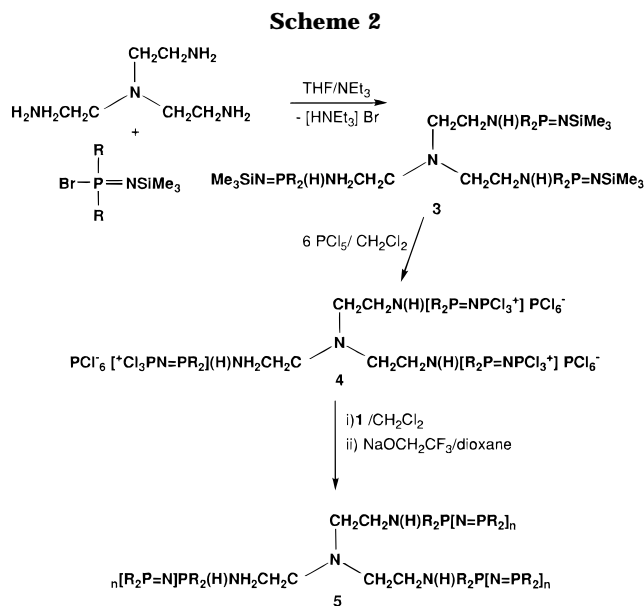 Scheme 2
CH₂CH₂NH₂
N
H₂NH₂CH₂C CH₂CH₂NH₂
+
R
Br-P=NSiMe₃
R
THF/NEt₃
- [HNEt₃] Br
CH₂CH₂N(H)R₂P=NSiMe₃
N
Me₃SiN=PR₂(H)NH₂CH₂C CH₂CH₂N(H)R₂P=NSiMe₃
3
6 PCl₅/ CH₂Cl₂
CH₂CH₂N(H)[R₂P=NPCl₃⁺] PCl₆⁻
N
PCl⁻₆ [⁺Cl₃PN=PR₂](H)NH₂CH₂C CH₂CH₂N(H)[R₂P=NPCl₃⁺] PCl₆⁻
4
i)1 /CH₂Cl₂
ii) NaOCH₂CF₃/dioxane
CH₂CH₂N(H)R₂P[N=PR₂]ₙ
N
ₙ[R₂P=N]PR₂(H)NH₂CH₂C CH₂CH₂N(H)R₂P[N=PR₂]ₙ
5